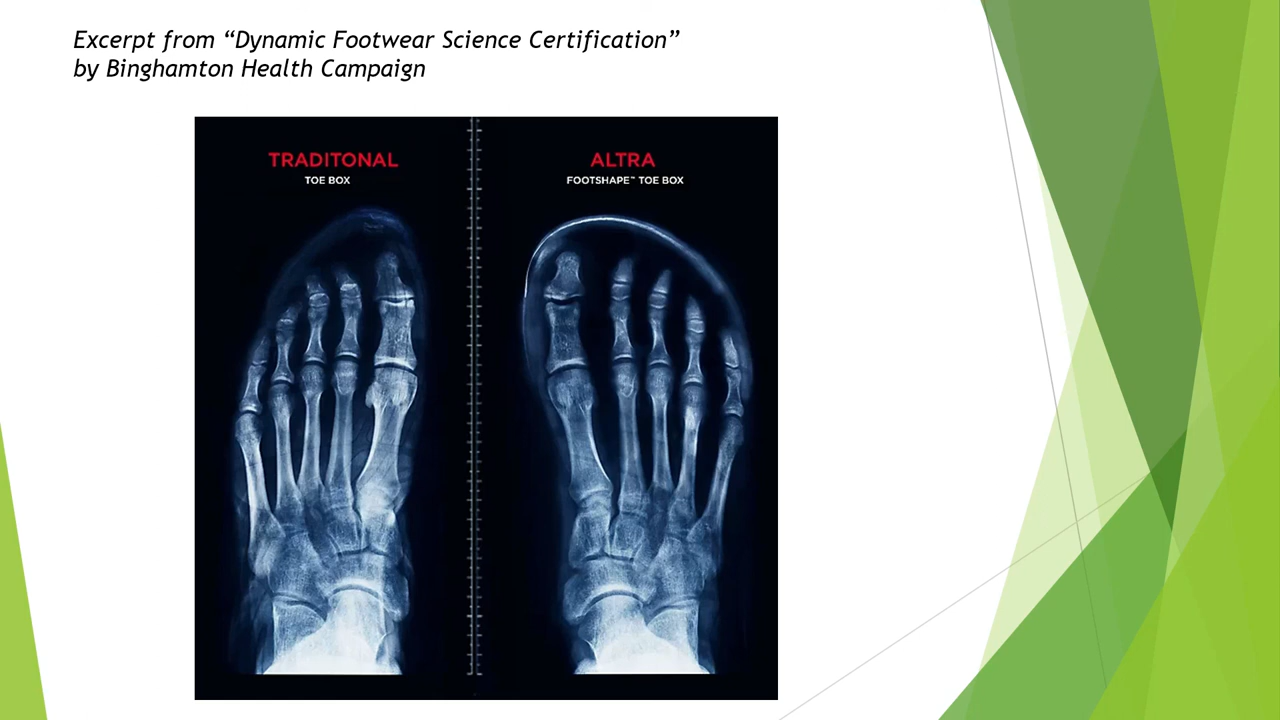 Excerpt from “Dynamic Footwear Science Certification”
by Binghamton Health Campaign
TRADITONAL
TOE BOX
ALTRA
FOOTSHAPE™ TOE BOX